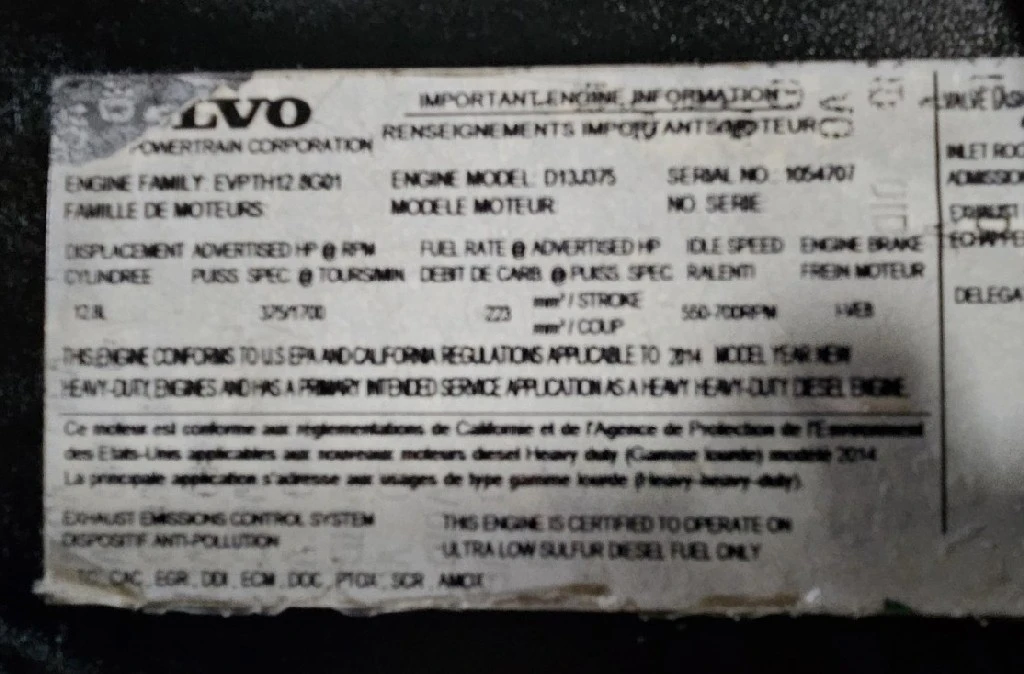 LVO
POWERTRAIN CORPORATION
IMPORTANT ENGINE INFORMATION
RENSEIGNEMENTS IMPORTANTS MOTEUR
ENGINE FAMILY: EVPTH12.8G01 ENGINE MODEL: D13J375 SERIAL NO: 1054707
FAMILLE DE MOTEURS: MODELE MOTEUR NO. SERIE
DISPLACEMENT ADVERTISED HP @ RPM FUEL RATE @ ADVERTISED HP IDLE SPEED ENGINE BRAKE
CYLINDREE PUISS. SPEC @ TOURS/MIN DEBIT DE CARB. @ PUISS. SPEC RALENTI FREIN MOTEUR
12.8L 375/1700 223 mm³ / STROKE 550-700RPM
mm³ / COUP
THIS ENGINE CONFORMS TO U.S EPA AND CALIFORNIA REGULATIONS APPLICABLE TO 2014 MODEL YEAR NEW
HEAVY-DUTY ENGINES AND HAS A PRIMARY INTENDED SERVICE APPLICATION AS A HEAVY HEAVY-DUTY DIESEL ENGINE.
Ce moteur est conforme aux réglementations de Californie et de l'Agence de Protection de l'Environnement
des Etats-Unis applicables aux nouveaux moteurs diesel Heavy duty (Gamme lourde) modèle 2014
La principale application s'adresse aux usages de type gamme lourde (Heavy-heavy-duty).
EXHAUST EMISSIONS CONTROL SYSTEM
DISPOSITIF ANTI-POLLUTION
THIS ENGINE IS CERTIFIED TO OPERATE ON
ULTRA LOW SULFUR DIESEL FUEL ONLY
TC, CAC, EGR, DDI, ECM, DOC, PTOX, SCR, AMOX
VALVE
INLET
DELEGA